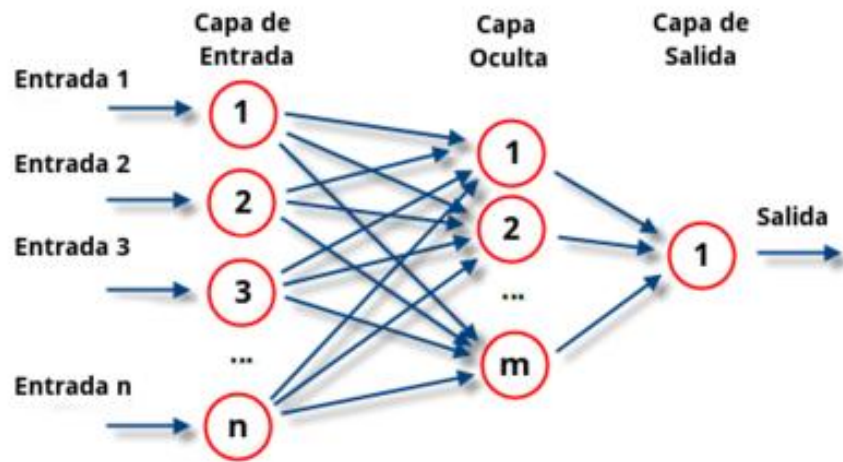 Capa de
Entrada
Capa
Oculta
Capa de
Salida
Entrada 1
1
Entrada 2
2
Entrada 3
3
...
Entrada n
n
1
2
...
m
1
Salida